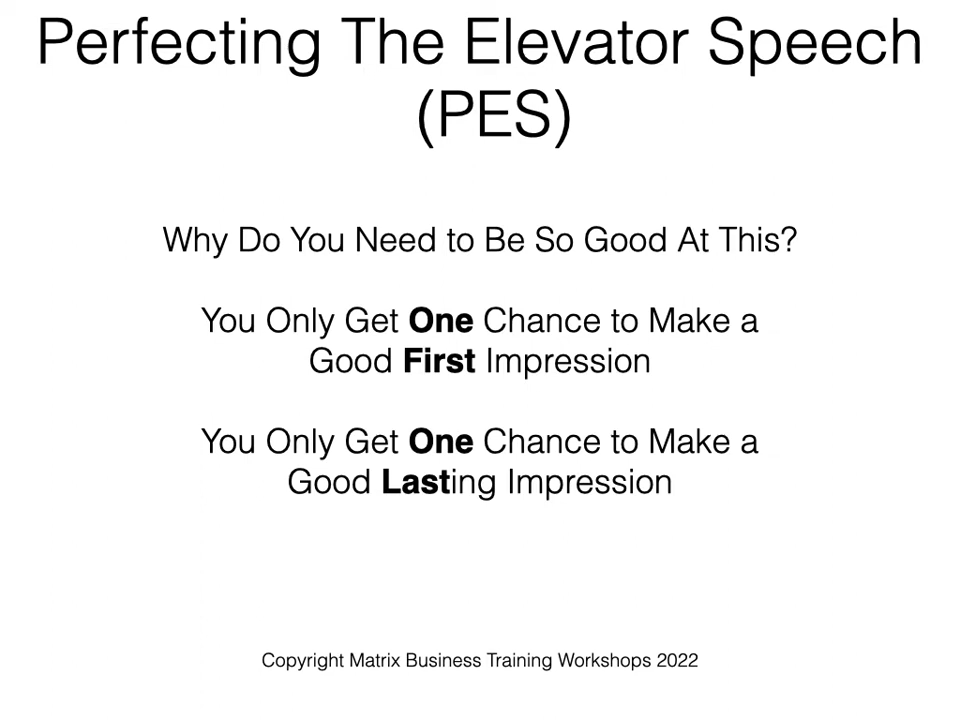 Perfecting The Elevator Speech
(PES)
Why Do You Need to Be So Good At This?
You Only Get One Chance to Make a
Good First Impression
You Only Get One Chance to Make a
Good Lasting Impression
Copyright Matrix Business Training Workshops 2022